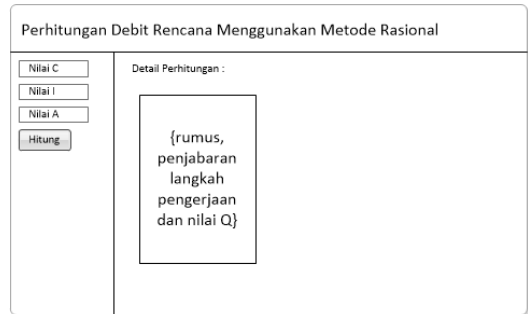 Perhitungan Debit Rencana Menggunakan Metode Rasional
Nilai C
Nilai I
Nilai A
Hitung
Detail Perhitungan :
{rumus,
penjabaran
langkah
pengerjaan
dan nilai Q}